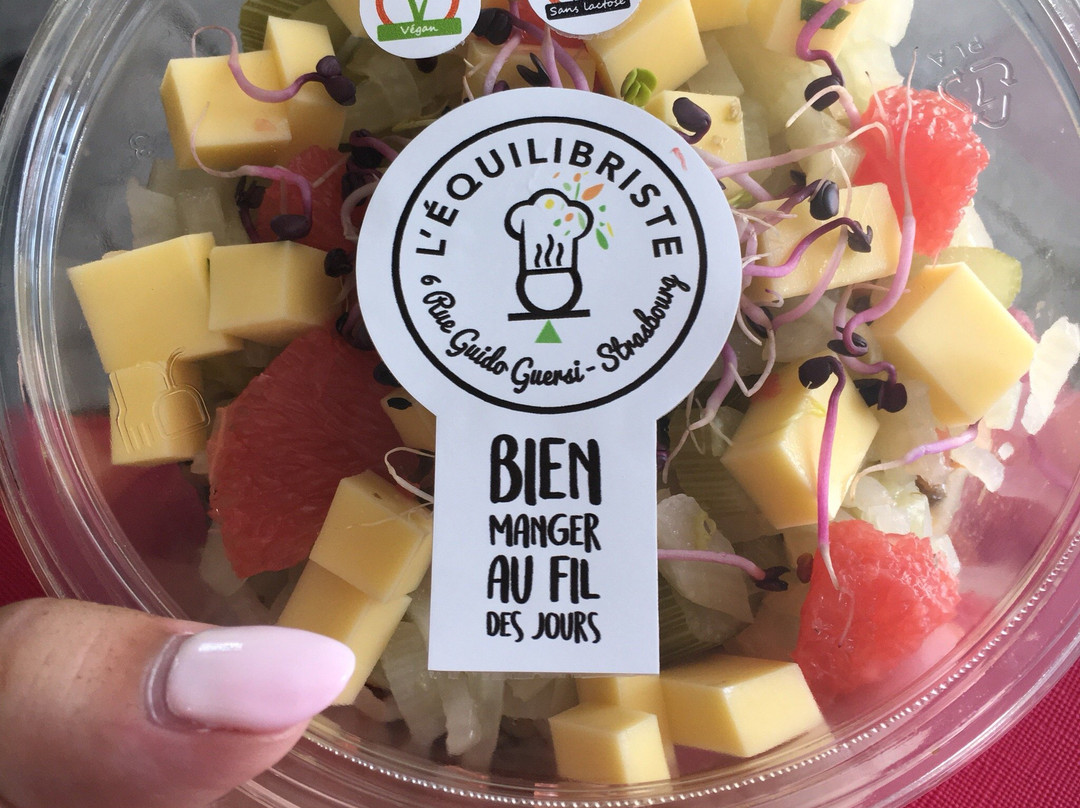 Végan
Sans lactose
L'ÉQUILIBRISTE
6 Rue Guido Guersi - Strasbourg
BIEN
MANGER
AU FIL
DES JOURS